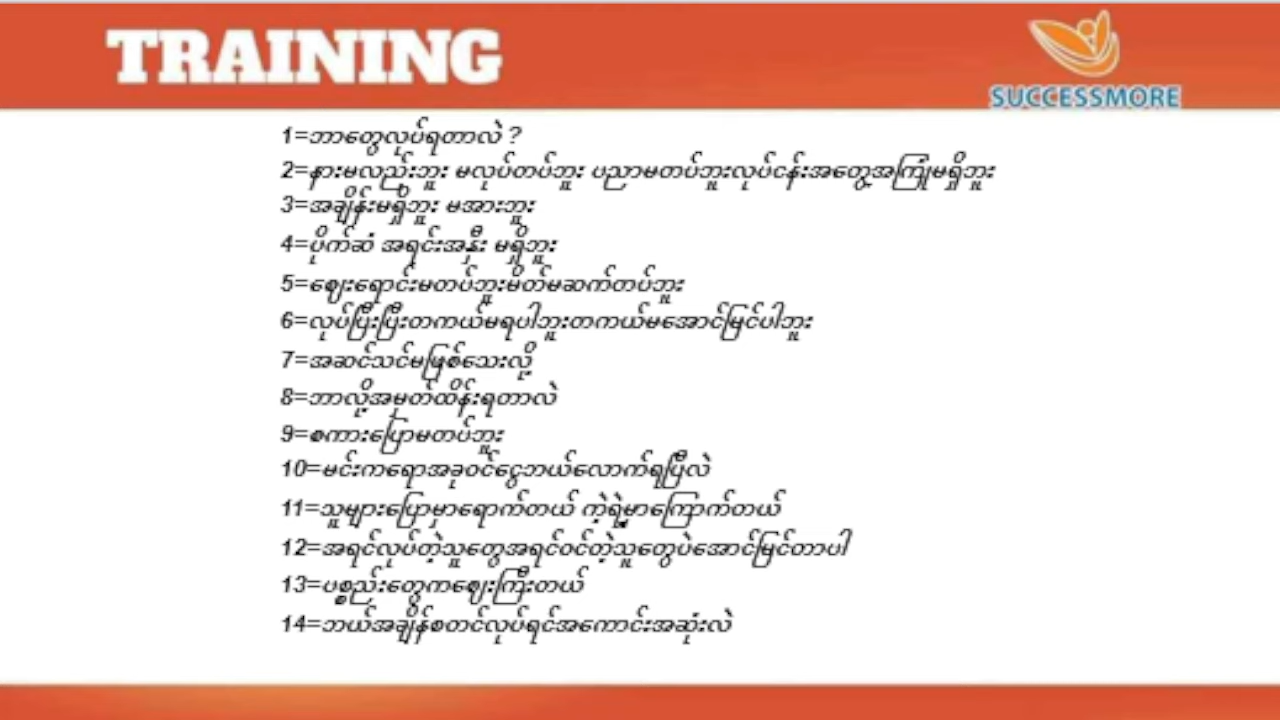 TRAINING
SUCCESSMORE
1=ဘာတွေလုပ်ရတာလဲ ?
2=နားမလည်းဘူး မလုပ်တပ်ဘူး ပညာမတပ်ဘူးလုပ်ငန်းအတွေ့အကြုံမရှိဘူး
3=အချိန်းမရှိဘူး မအားဘူး
4=ပိုက်ဆံ အရင်းအနှီး မရှိဘူး
5=ဈေးရောင်းမတပ်ဘူးမိတ်မဆက်တပ်ဘူး
6=လုပ်ပြီးပြီးတကယ်မရပါဘူးတကယ်မအောင်မြင်ပါဘူး
7=အဆင်သင်မဖြစ်သေးလို့
8=ဘာလို့အမှတ်ထိန်းရတာလဲ
9=စကားပြောမတပ်ဘူး
10=မင်းကရောအခုဝင်ငွေဘယ်လောက်ရပြီလဲ
11=သူများပြောမှာရောက်တယ် ကဲ့ရဲ့မှာကြောက်တယ်
12=အရင်လုပ်တဲ့သူတွေအရင်ဝင်တဲ့သူတွေပဲအောင်မြင်တာပါ
13=ပစ္စည်းတွေကဈေးကြီးတယ်
14=ဘယ်အချိန်စတင်လုပ်ရင်အကောင်းအဆုံးလဲ